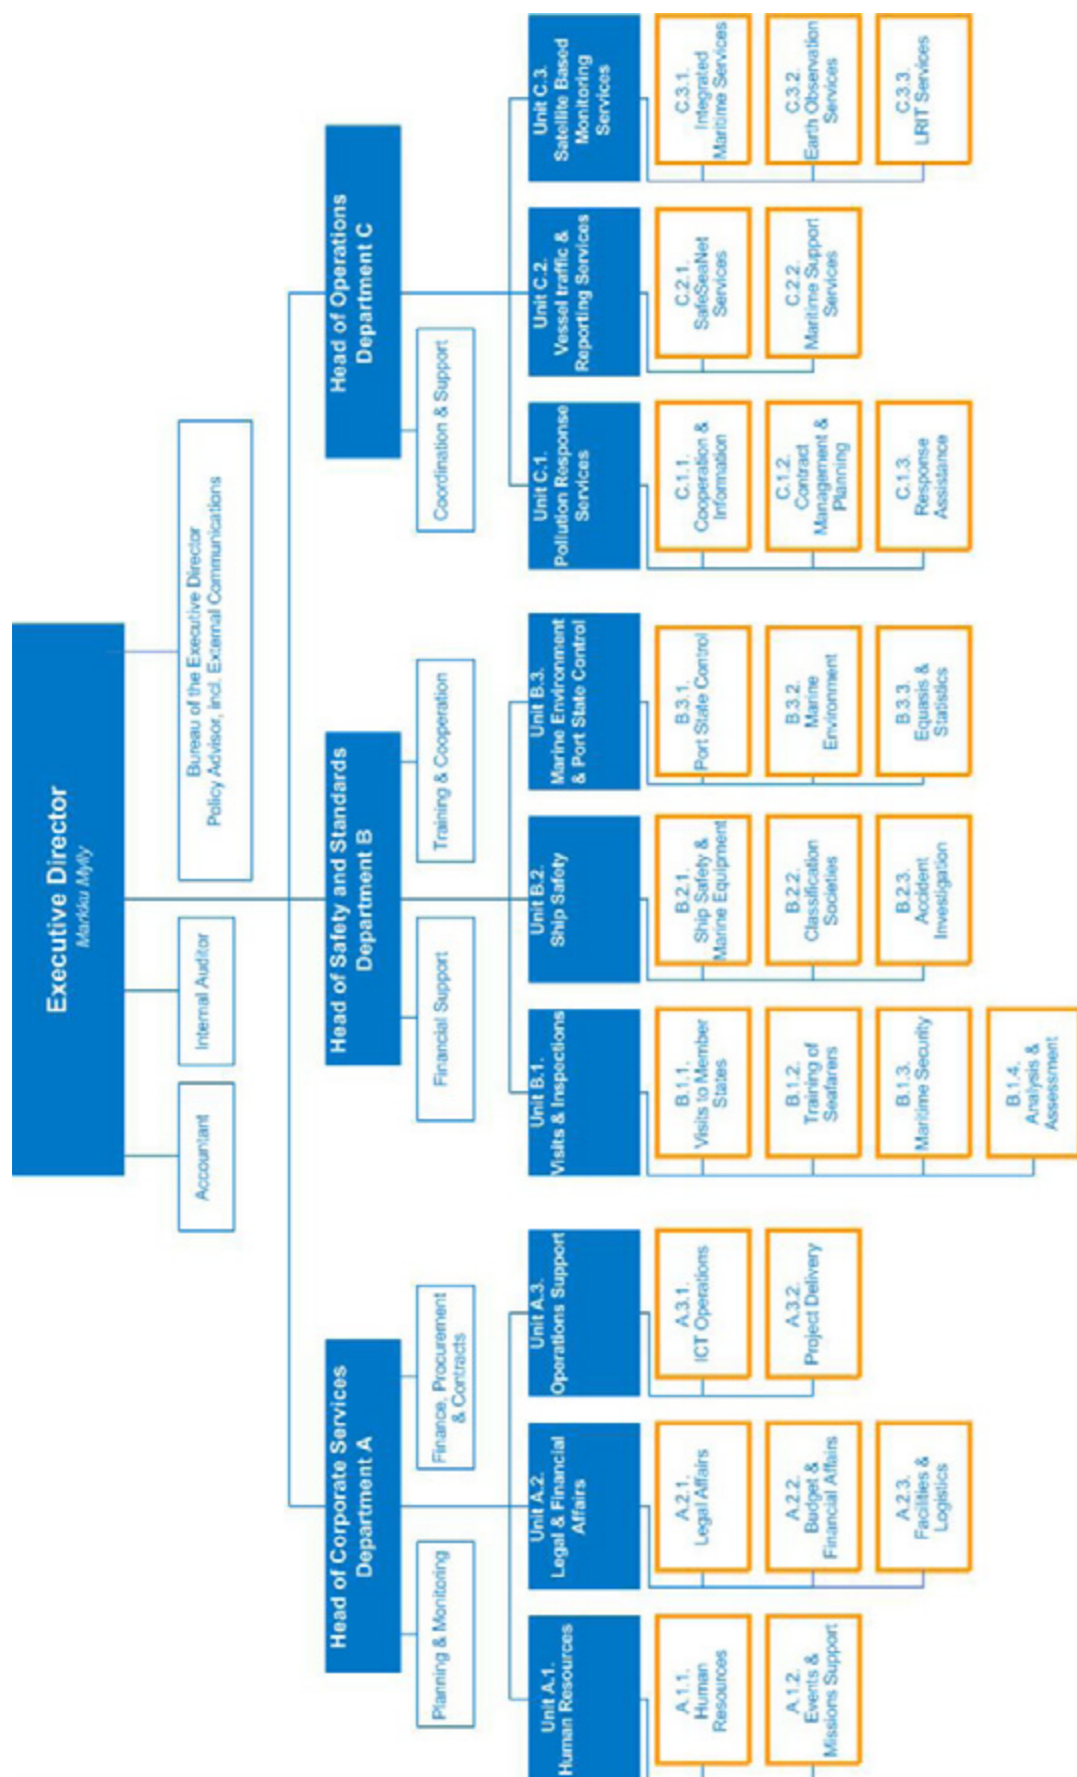 Executive Director
Markku Mylly
Accountant
Internal Auditor
Bureau of the Executive Director
Policy Advisor, incl. External Communications
Head of Corporate Services
Department A
Planning & Monitoring
Finance, Procurement
& Contracts
Head of Safety and Standards
Department B
Financial Support
Training & Cooperation
Head of Operations
Department C
Coordination & Support
Unit A.1.
Human Resources
A.1.1.
Human
Resources
A.1.2.
Events &
Missions Support
Unit A.2.
Legal & Financial
Affairs
A.2.1.
Legal Affairs
A.2.2.
Budget &
Financial Affairs
A.2.3.
Facilities &
Logistics
Unit A.3.
Operations Support
A.3.1.
ICT Operations
A.3.2.
Project Delivery
Unit B.1.
Visits & Inspections
B.1.1.
Visits to Member
States
B.1.2.
Training of
Seafarers
B.1.3.
Maritime Security
B.1.4.
Analysis &
Assessment
Unit B.2.
Ship Safety
B.2.1.
Ship Safety &
Marine Equipment
B.2.2.
Classification
Societies
B.2.3.
Accident
Investigation
Unit B.3.
Marine Environment
& Port State Control
B.3.1.
Port State Control
B.3.2.
Marine
Environment
B.3.3.
Equasis &
Statistics
Unit C.1.
Pollution Response
Services
C.1.1.
Cooperation &
Information
C.1.2.
Contract
Management &
Planning
C.1.3.
Response
Assistance
Unit C.2.
Vessel traffic &
Reporting Services
C.2.1.
SafeSeaNet
Services
C.2.2.
Maritime Support
Services
Unit C.3.
Satellite Based
Monitoring
Services
C.3.1.
Integrated
Maritime Services
C.3.2.
Earth Observation
Services
C.3.3.
LRIT Services